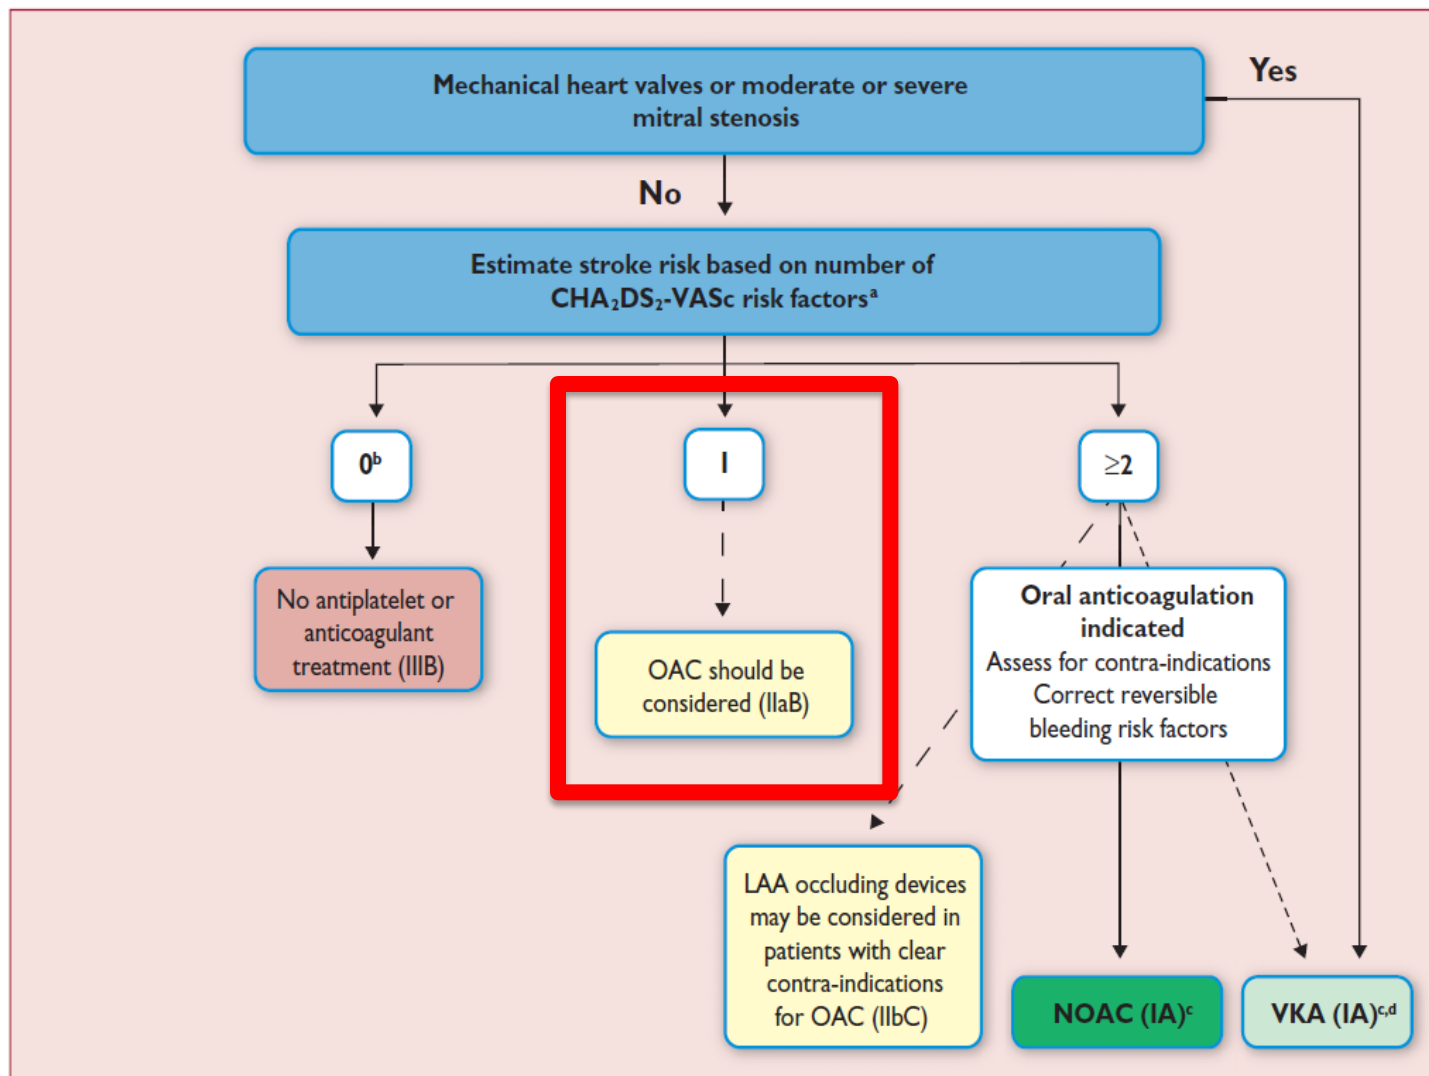 Mechanical heart valves or moderate or severe
mitral stenosis
Yes
No
Estimate stroke risk based on number of
CHA₂DS₂-VASc risk factorsᵃ
0ᵇ
1
≥2
No antiplatelet or
anticoagulant
treatment (IIIB)
OAC should be
considered (IIaB)
Oral anticoagulation
indicated
Assess for contra-indications
Correct reversible
bleeding risk factors
LAA occluding devices
may be considered in
patients with clear
contra-indications
for OAC (IIbC)
NOAC (IA)ᶜ
VKA (IA)ᶜ,ᵈ